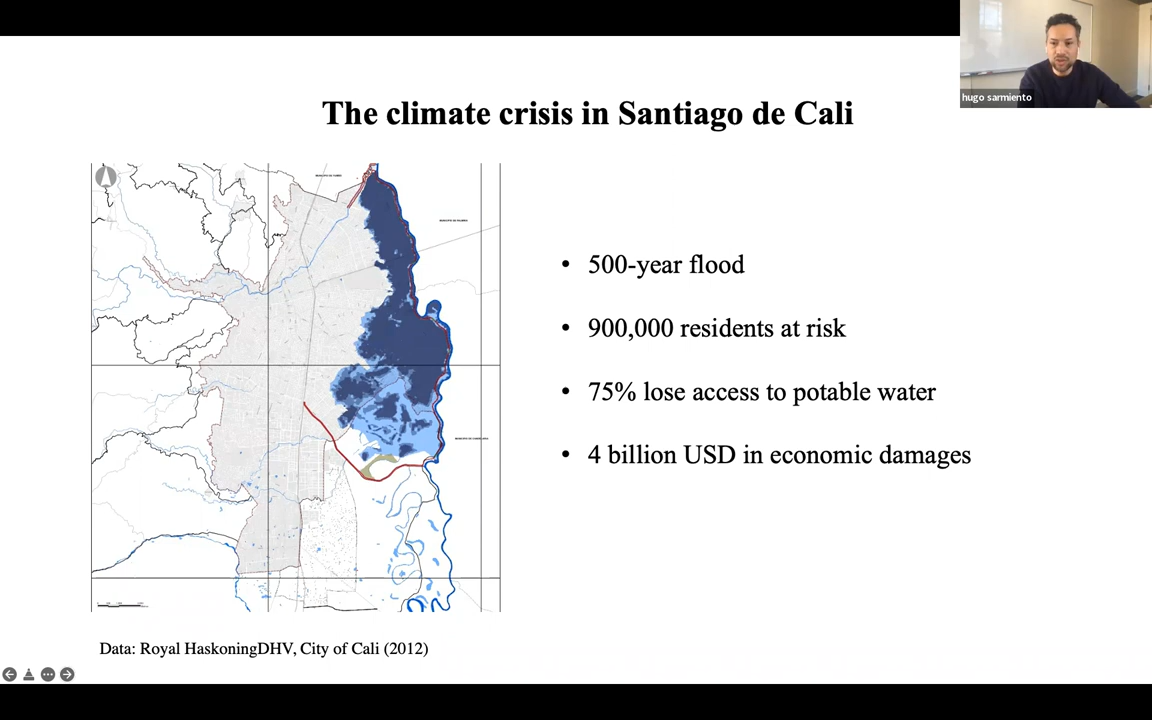 hugo sarmiento
The climate crisis in Santiago de Cali
• 500-year flood
• 900,000 residents at risk
• 75% lose access to potable water
• 4 billion USD in economic damages
Data: Royal HaskoningDHV, City of Cali (2012)